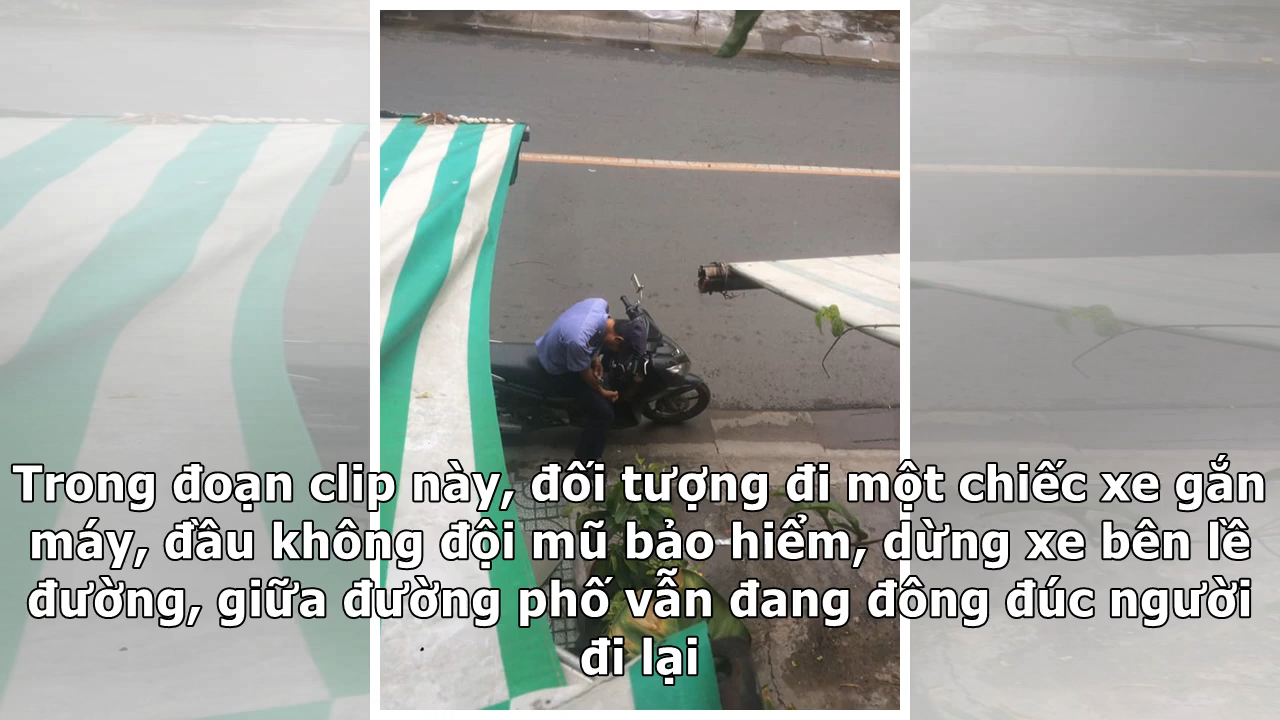 Trong đoạn clip này, đối tượng đi một chiếc xe gắn
máy, đầu không đội mũ bảo hiểm, dừng xe bên lề
đường, giữa đường phố vẫn đang đông đúc người
đi lại